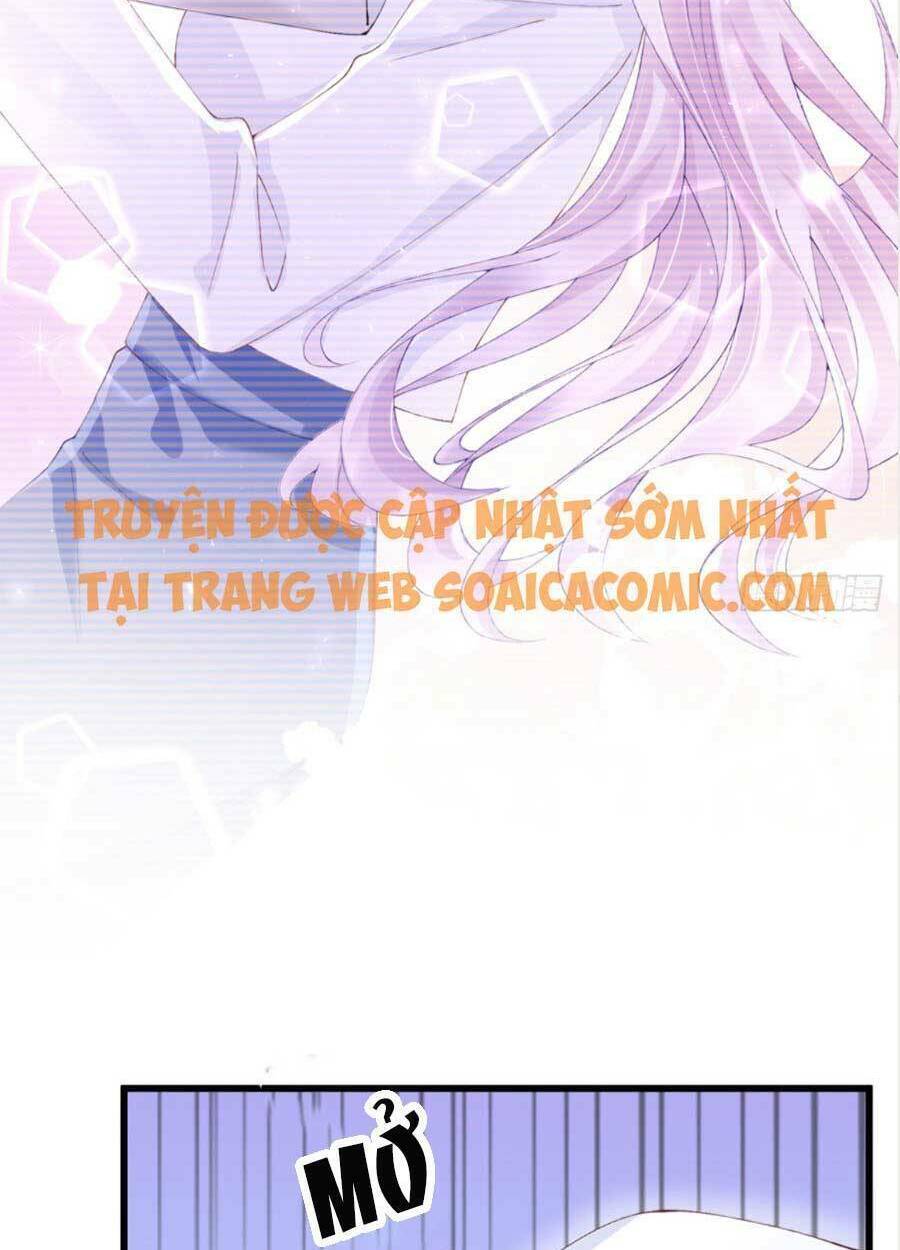 TRUYỆN ĐƯỢC CẬP NHẬT SỚM NHẤT
TẠI TRANG WEB SOAICACOMIC.COM
MỞ